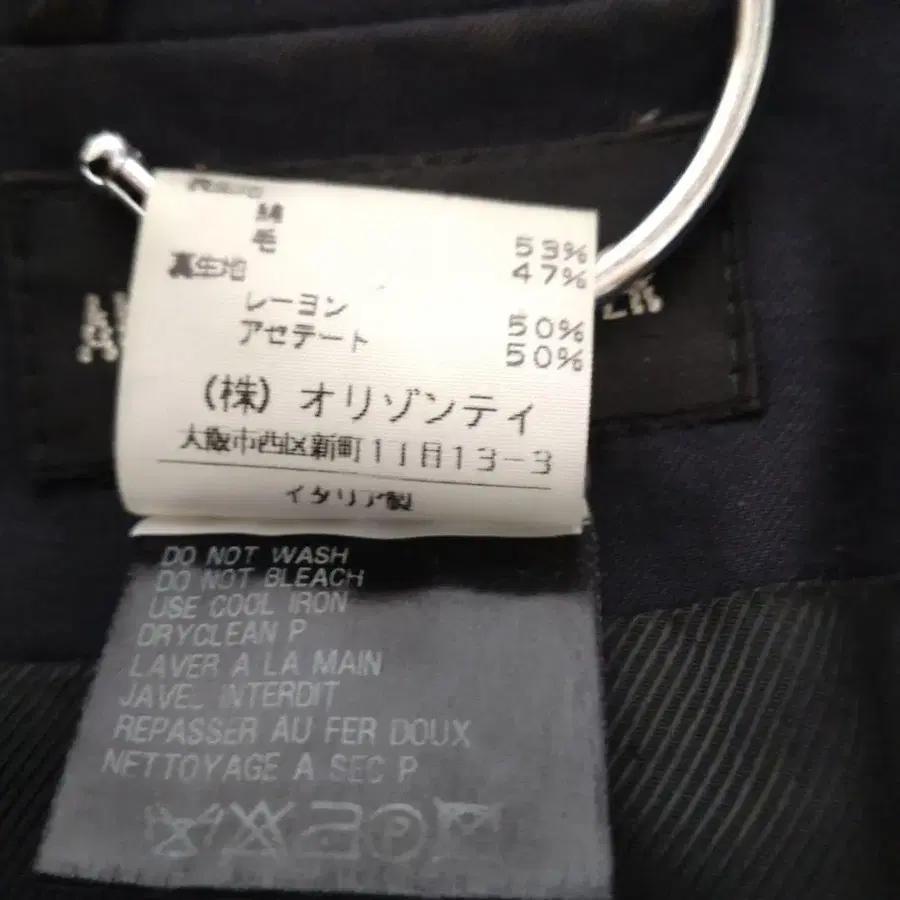 綿 53%
毛 47%
裏生地
レーヨン 50%
アセテート 50%
(株) オリゾンティ
大阪市西区新町1丁目13-3
イタリア製
DO NOT WASH
DO NOT BLEACH
USE COOL IRON
DRYCLEAN P
LAVER A LA MAIN
JAVEL INTERDIT
REPASSER AU FER DOUX
NETTOYAGE A SEC P
P